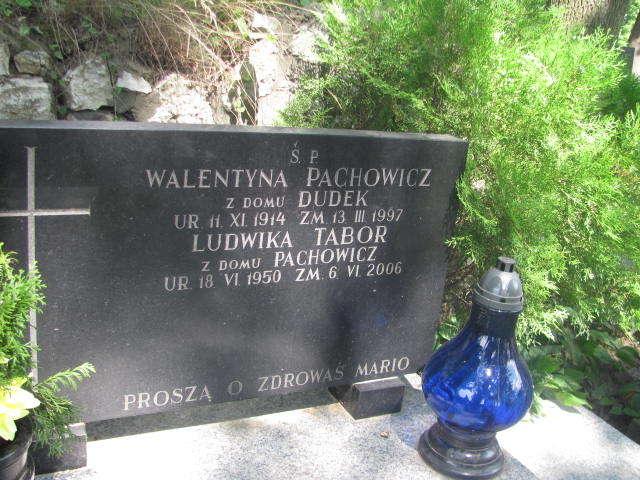 Ś. P.
WALENTYNA PACHOWICZ
Z DOMU DUDEK
UR. 11. XI. 1914 ZM. 13. III. 1997
LUDWIKA TABOR
Z DOMU PACHOWICZ
UR. 18. VI. 1950 ZM. 6. VI. 2006
PROSZĄ O ZDROWAŚ MARIO